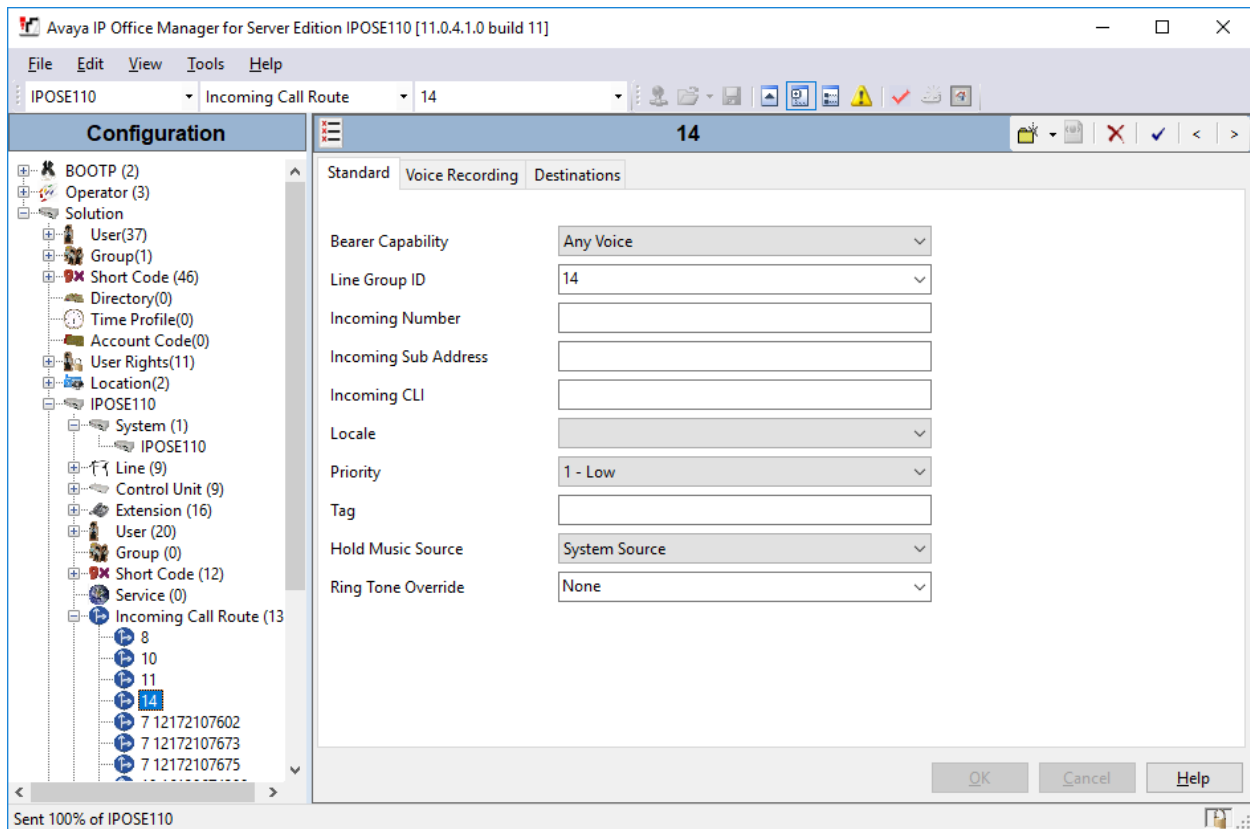 Avaya IP Office Manager for Server Edition IPOSE110 [11.0.4.1.0 build 11]
File Edit View Tools Help
IPOSE110 Incoming Call Route 14
Configuration
14
BOOTP (2)
Operator (3)
Solution
User(37)
Group(1)
Short Code (46)
Directory(0)
Time Profile(0)
Account Code(0)
User Rights(11)
Location(2)
IPOSE110
System (1)
IPOSE110
Line (9)
Control Unit (9)
Extension (16)
User (20)
Group (0)
Short Code (12)
Service (0)
Incoming Call Route (13
8
10
11
14
7 12172107602
7 12172107673
7 12172107675
Standard Voice Recording Destinations
Bearer Capability Any Voice
Line Group ID 14
Incoming Number
Incoming Sub Address
Incoming CLI
Locale
Priority 1 - Low
Tag
Hold Music Source System Source
Ring Tone Override None
OK Cancel Help
Sent 100% of IPOSE110